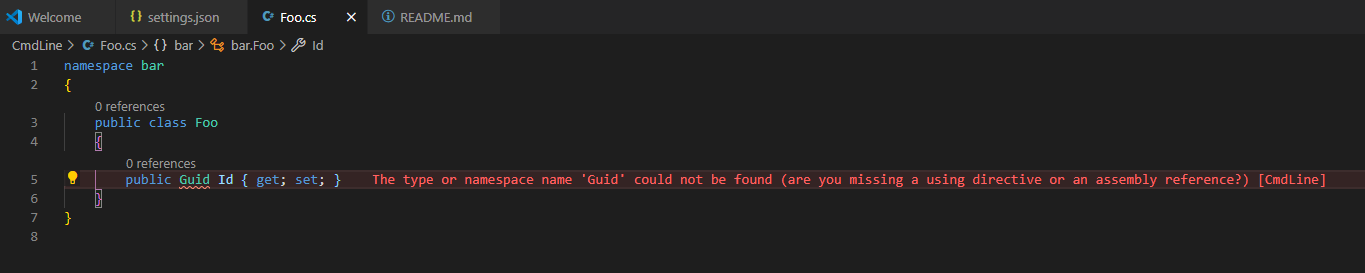 Welcome {} settings.json Foo.cs × README.md
CmdLine > Foo.cs > {} bar > bar.Foo > Id
1 namespace bar
2 {
0 references
3 public class Foo
4 {
0 references
5 public Guid Id { get; set; } The type or namespace name 'Guid' could not be found (are you missing a using directive or an assembly reference?) [CmdLine]
6 }
7 }
8